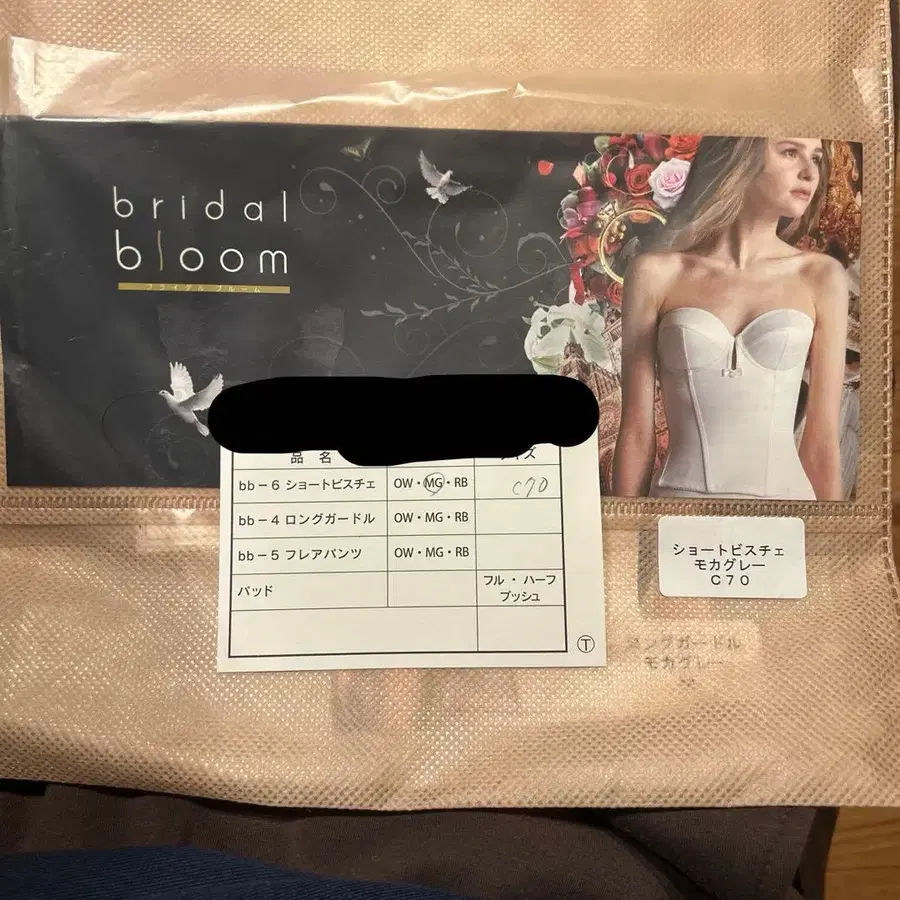 bridal
bloom
ブライダル ブルーム
品 名
イズ
bb-6 ショートビスチェ OW・MG・RB C70
bb-4 ロングガードル OW・MG・RB
bb-5 フレアパンツ OW・MG・RB
パッド フル・ハーフ
プッシュ
Ⓣ
ショートビスチェ
モカグレー
C70
ロングガードル
モカグレー